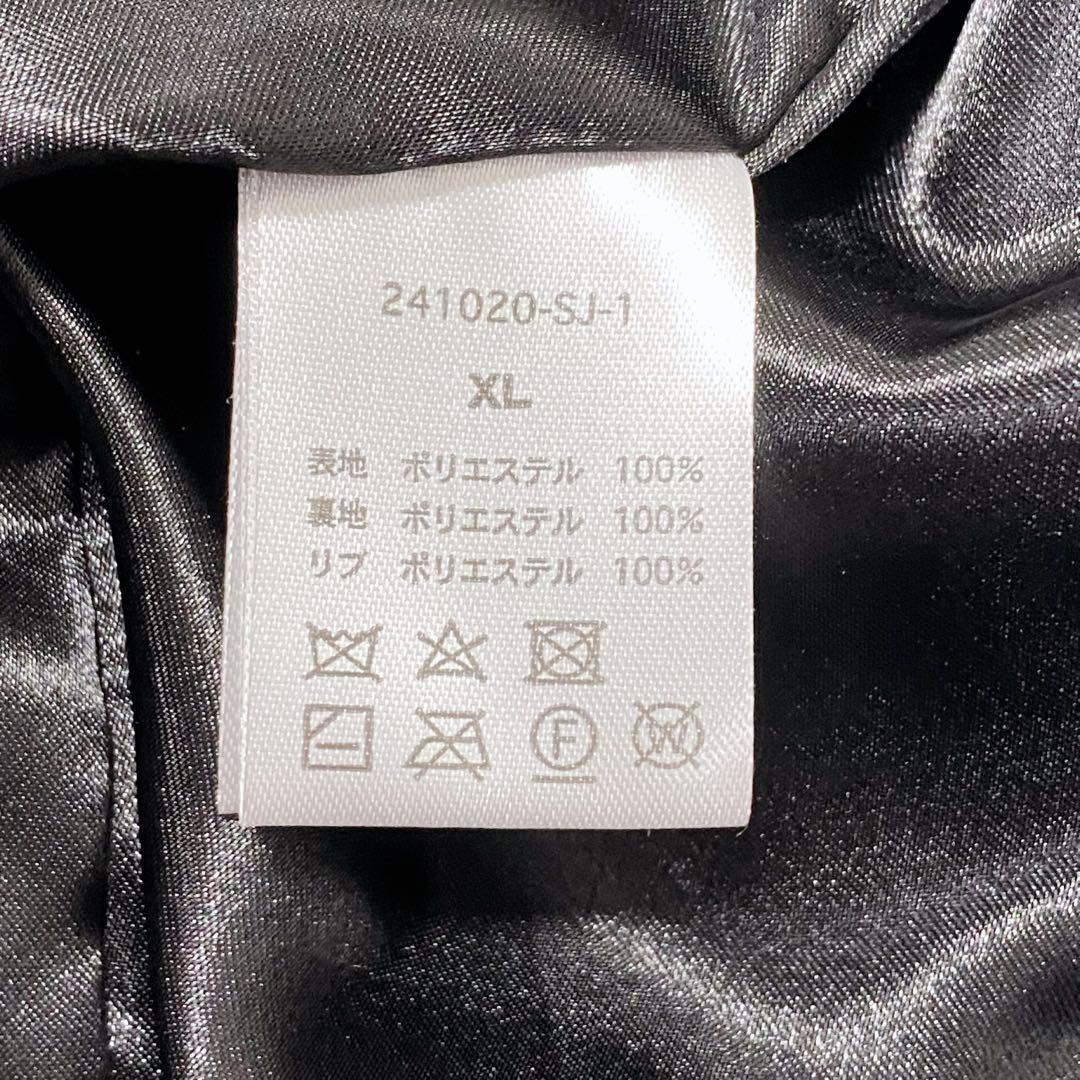 241020-SJ-1
XL
表地 ポリエステル 100%
裏地 ポリエステル 100%
リブ ポリエステル 100%
F W